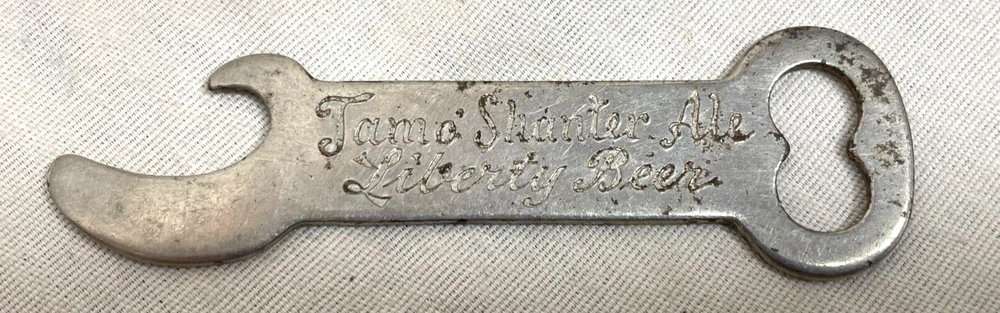 Tam o' Shanter Ale
Liberty Beer